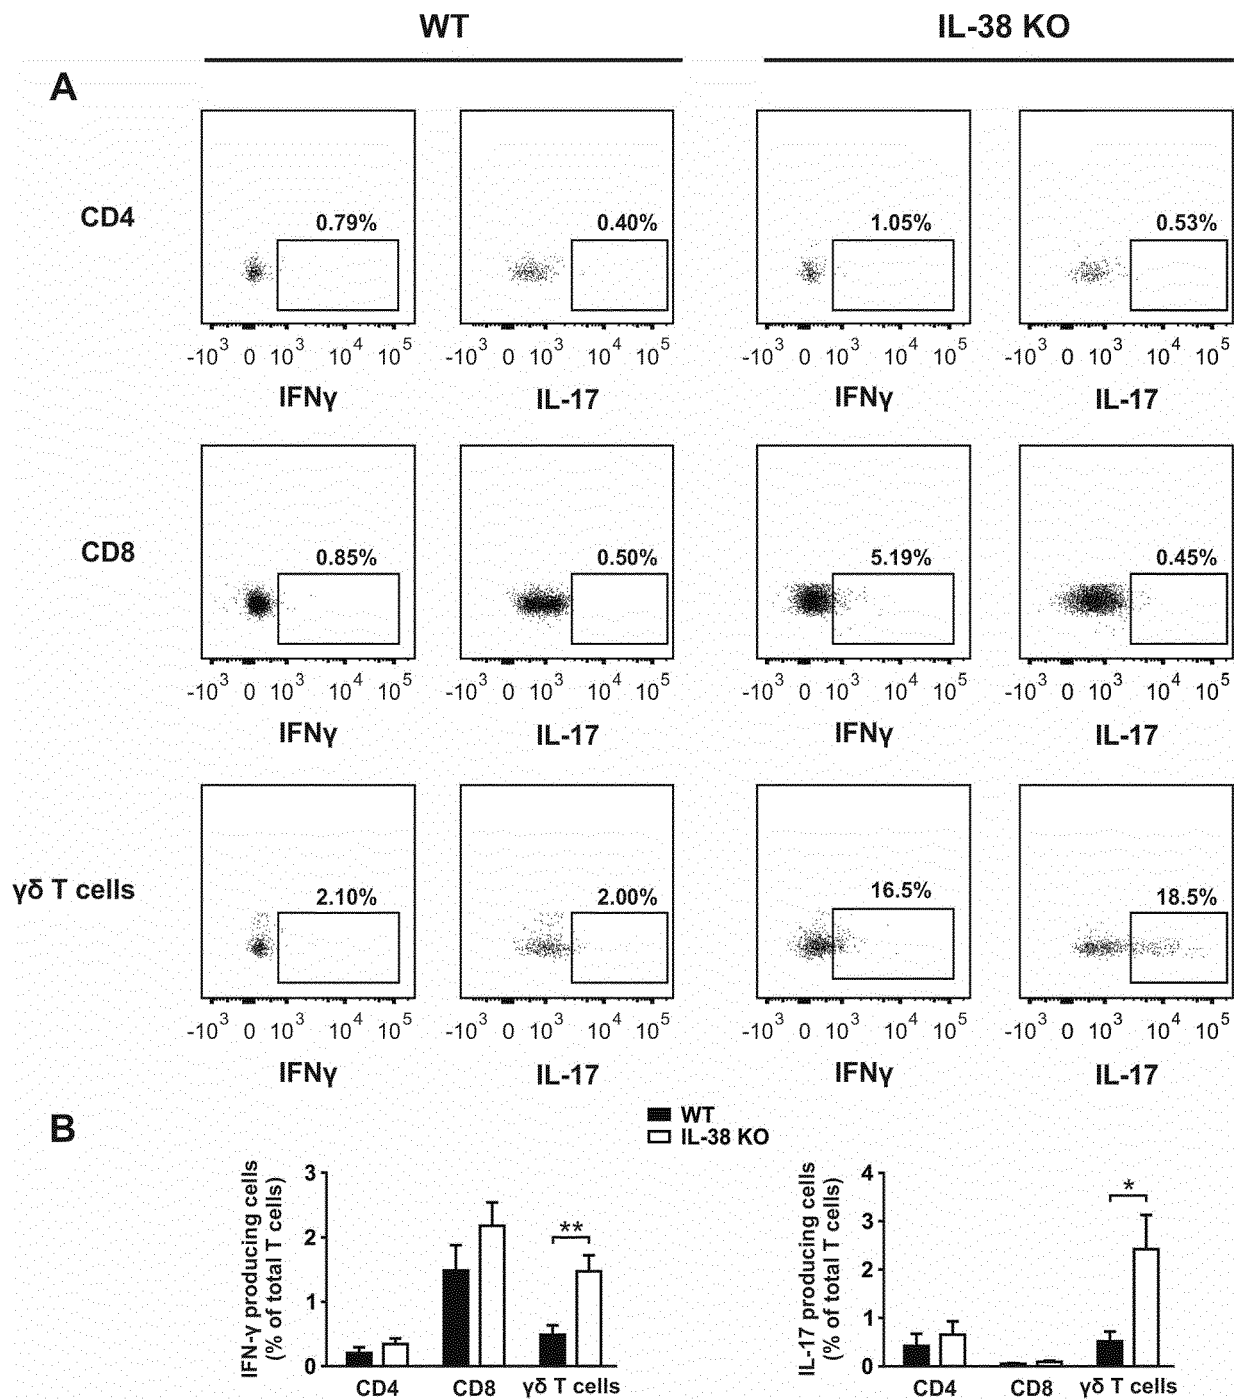 WT IL-38 KO
A
CD4
0.79% 0.40% 1.05% 0.53%
-10³ 0 10³ 10⁴ 10⁵ -10³ 0 10³ 10⁴ 10⁵ -10³ 0 10³ 10⁴ 10⁵ -10³ 0 10³ 10⁴ 10⁵
IFNγ IL-17 IFNγ IL-17
CD8
0.85% 0.50% 5.19% 0.45%
-10³ 0 10³ 10⁴ 10⁵ -10³ 0 10³ 10⁴ 10⁵ -10³ 0 10³ 10⁴ 10⁵ -10³ 0 10³ 10⁴ 10⁵
IFNγ IL-17 IFNγ IL-17
γδ T cells
2.10% 2.00% 16.5% 18.5%
-10³ 0 10³ 10⁴ 10⁵ -10³ 0 10³ 10⁴ 10⁵ -10³ 0 10³ 10⁴ 10⁵ -10³ 0 10³ 10⁴ 10⁵
IFNγ IL-17 IFNγ IL-17
B
WT
IL-38 KO
IFN-γ producing cells
(% of total T cells)
3
2
1
0
**
CD4 CD8 γδ T cells
IL-17 producing cells
(% of total T cells)
4
3
2
1
0
*
CD4 CD8 γδ T cells